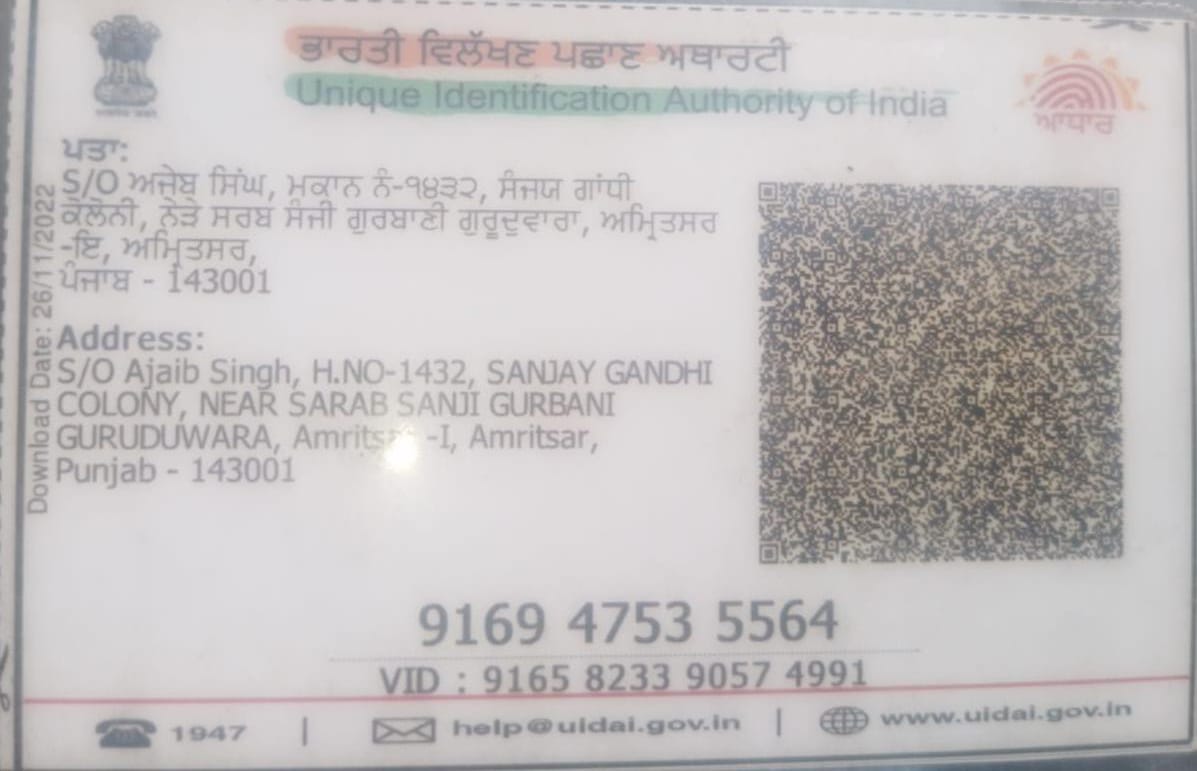 ਭਾਰਤੀ ਵਿਲੱਖਣ ਪਛਾਣ ਅਥਾਰਟੀ
Unique Identification Authority of India
ਆਧਾਰ
ਪਤਾ:
S/O ਅਜੇਬ ਸਿੰਘ, ਮਕਾਨ ਨੰ-੧੪੩੨, ਸੰਜਯ ਗਾਂਧੀ
ਕੋਲੋਨੀ, ਨੇੜੇ ਸਰਬ ਸੰਜੀ ਗੁਰਬਾਣੀ ਗੁਰੂਦੁਵਾਰਾ, ਅਮ੍ਰਿਤਸਰ
-ਇ, ਅਮ੍ਰਿਤਸਰ,
ਪੰਜਾਬ - 143001
Address:
S/O Ajaib Singh, H.NO-1432, SANJAY GANDHI
COLONY, NEAR SARAB SANJI GURBANI
GURUDUWARA, -I, Amritsar,
Punjab - 143001
Download Date: 26/11/2022
9169 4753 5564
VID : 9165 8233 9057 4991
1947 | help@uidai.gov.in | www.uidai.gov.in